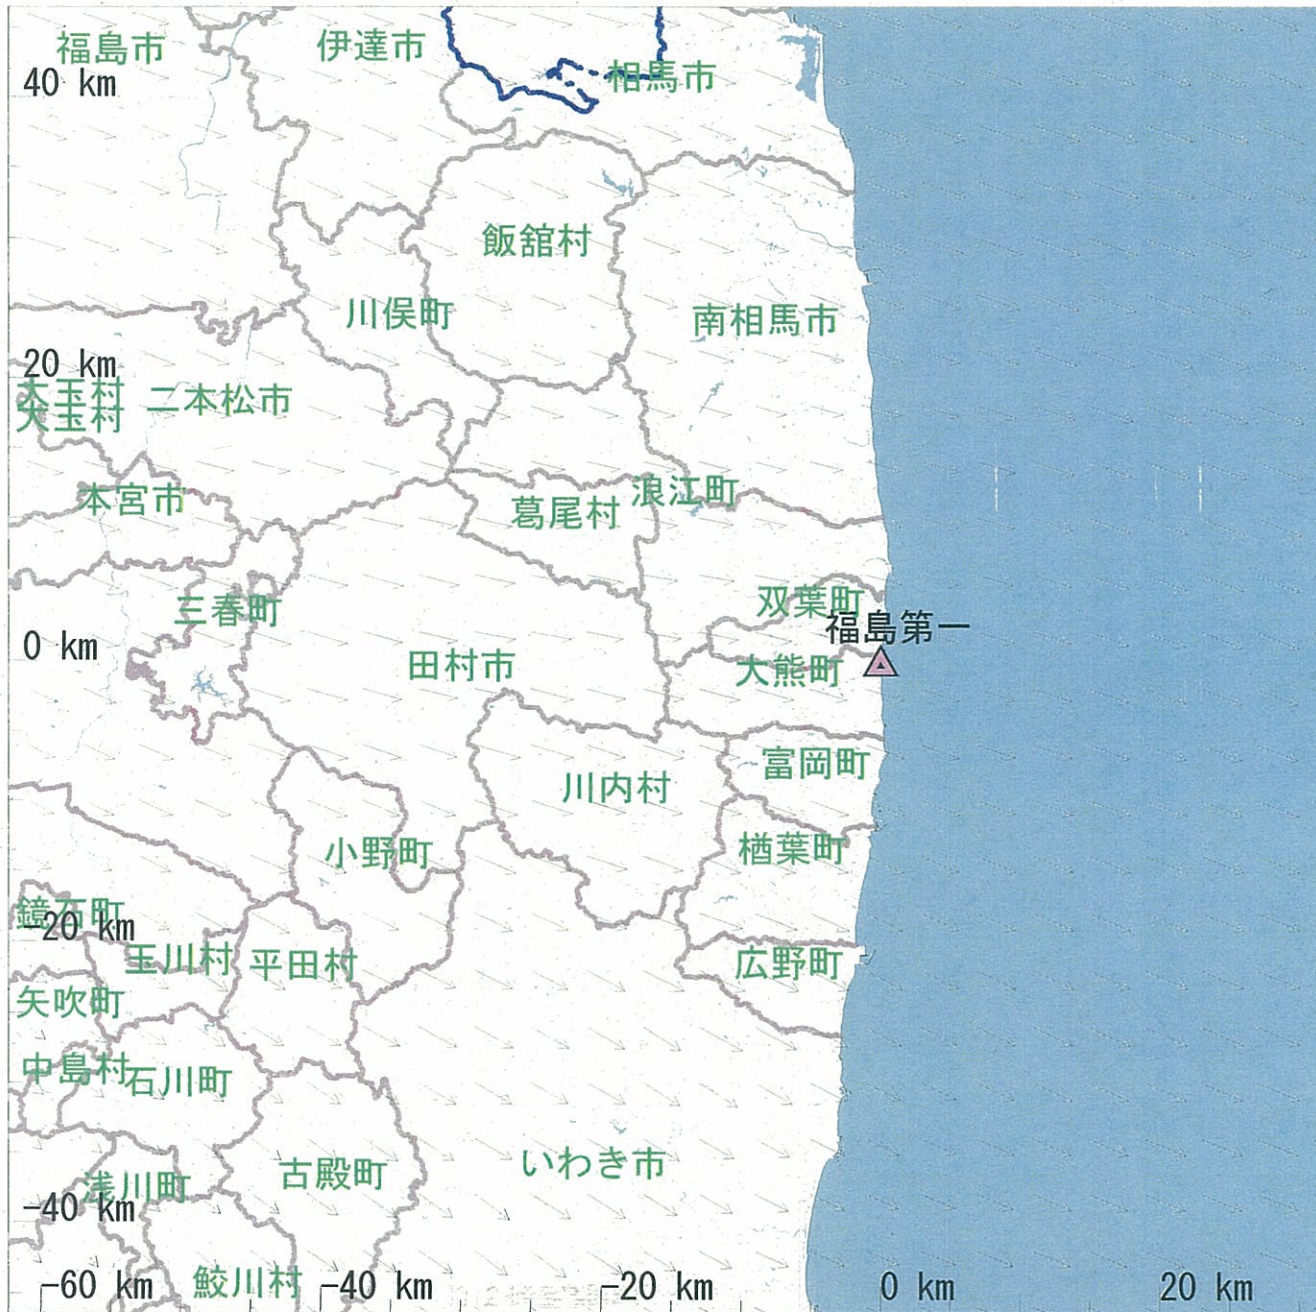 福島市
伊達市
相馬市
40 km
飯舘村
川俣町
南相馬市
20 km
大玉村
大玉村
二本松市
本宮市
葛尾村
浪江町
三春町
双葉町
福島第一
0 km
田村市
大熊町
川内村
富岡町
小野町
楢葉町
鏡石町
-20 km
玉川村
平田村
広野町
矢吹町
中島村
石川町
いわき市
浅川町
古殿町
-40 km
鮫川村
-60 km
-40 km
-20 km
0 km
20 km